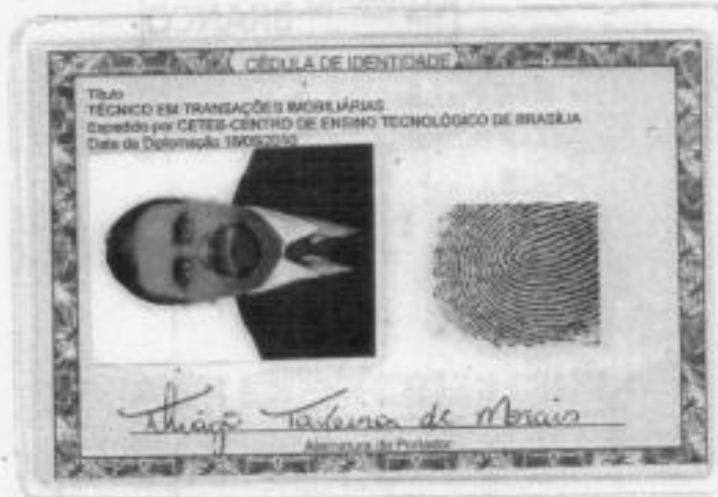 CÉDULA DE IDENTIDADE
Título
TÉCNICO EM TRANSAÇÕES IMOBILIÁRIAS
Expedido por CETEB-CENTRO DE ENSINO TECNOLÓGICO DE BRASÍLIA
Data da Diplomação
Thiago Taveira de Morais
Assinatura do Portador